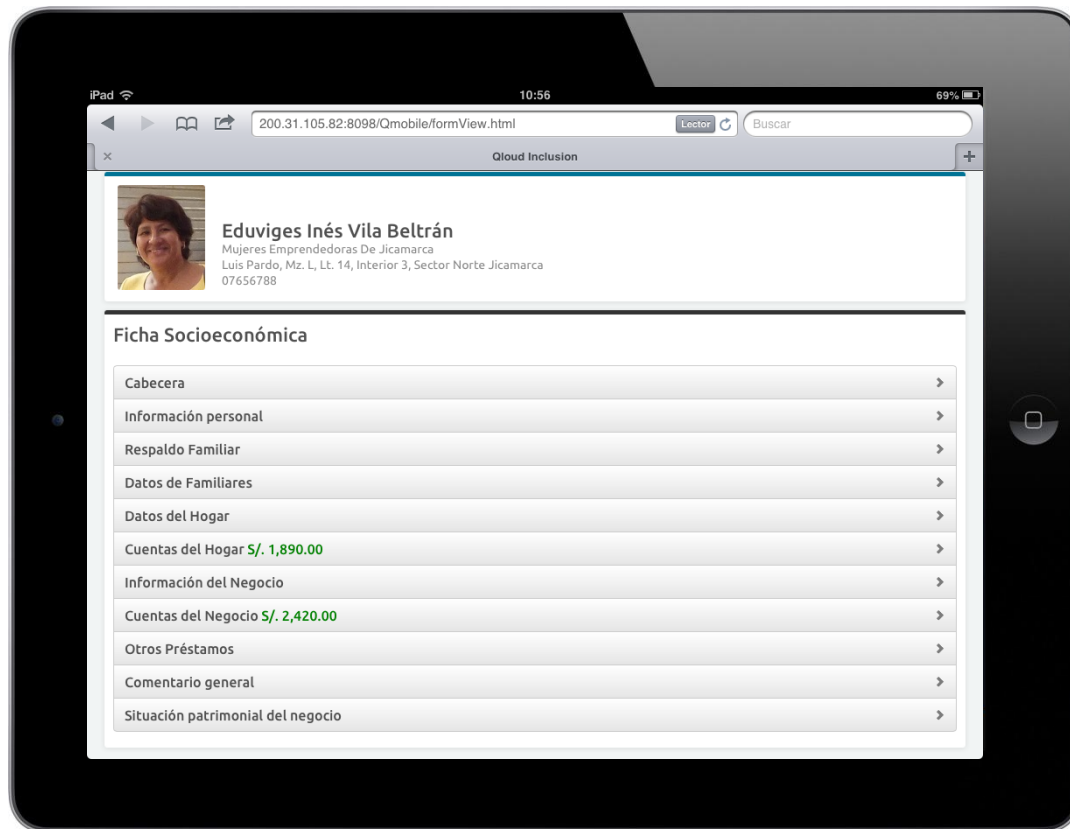 iPad 10:56 69%
200.31.105.82:8098/Qmobile/formView.html Lector Buscar
Qloud Inclusion
Eduviges Inés Vila Beltrán
Mujeres Emprendedoras De Jicamarca
Luis Pardo, Mz. L, Lt. 14, Interior 3, Sector Norte Jicamarca
07656788
Ficha Socioeconómica
Cabecera
Información personal
Respaldo Familiar
Datos de Familiares
Datos del Hogar
Cuentas del Hogar S/. 1,890.00
Información del Negocio
Cuentas del Negocio S/. 2,420.00
Otros Préstamos
Comentario general
Situación patrimonial del negocio